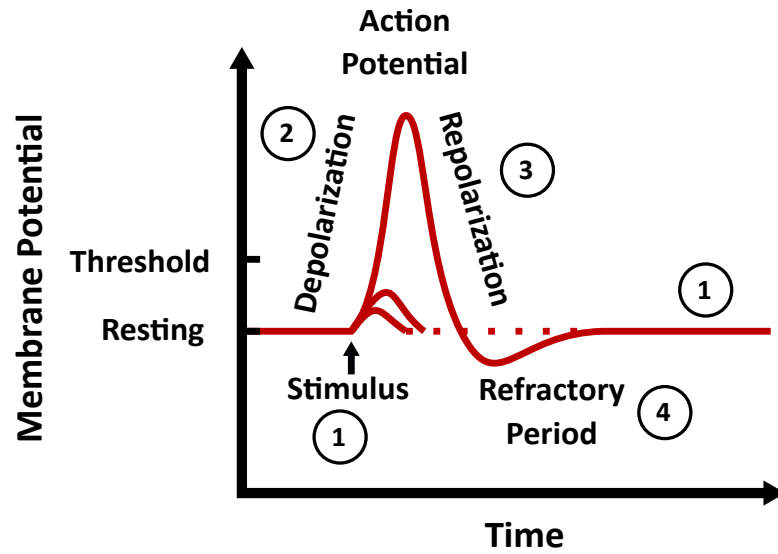 Action
Potential
Membrane Potential
2
Depolarization
Repolarization
3
Threshold
1
Resting
Stimulus
1
Refractory
Period
4
Time